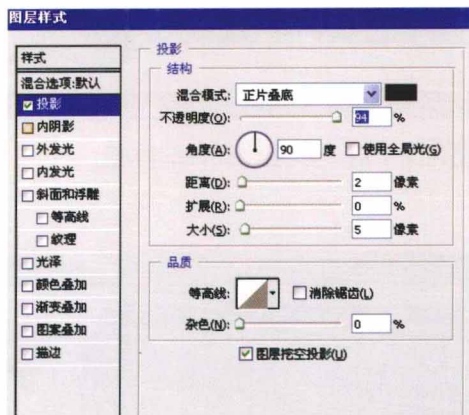 图层样式
样式
混合选项:默认
投影
内阴影
外发光
内发光
斜面和浮雕
等高线
纹理
光泽
颜色叠加
渐变叠加
图案叠加
描边
投影
结构
混合模式: 正片叠底
不透明度(O): 94 %
角度(A): 90 度 使用全局光(G)
距离(D): 2 像素
扩展(R): 0 %
大小(S): 5 像素
品质
等高线: 消除锯齿(L)
杂色(N): 0 %
图层挖空投影(U)